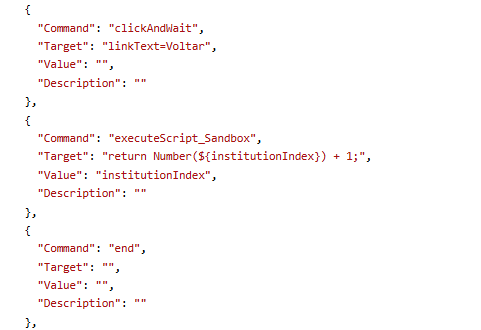 {
"Command": "clickAndWait",
"Target": "linkText=Voltar",
"Value": "",
"Description": ""
},
{
"Command": "executeScript_Sandbox",
"Target": "return Number(${institutionIndex}) + 1;",
"Value": "institutionIndex",
"Description": ""
},
{
"Command": "end",
"Target": "",
"Value": "",
"Description": ""
},